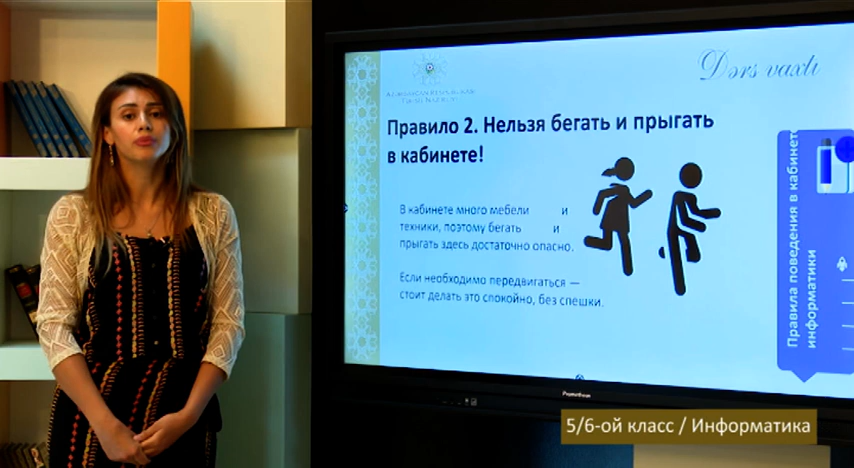 Dərs vaxtı
Правило 2. Нельзя бегать и прыгать
в кабинете!
В кабинете много мебели и
техники, поэтому бегать и
прыгать здесь достаточно опасно.
Если необходимо передвигаться —
стоит делать это спокойно, без спешки.
Правила поведения в кабинете
информатики
Promethean
5/6-ой класс / Информатика